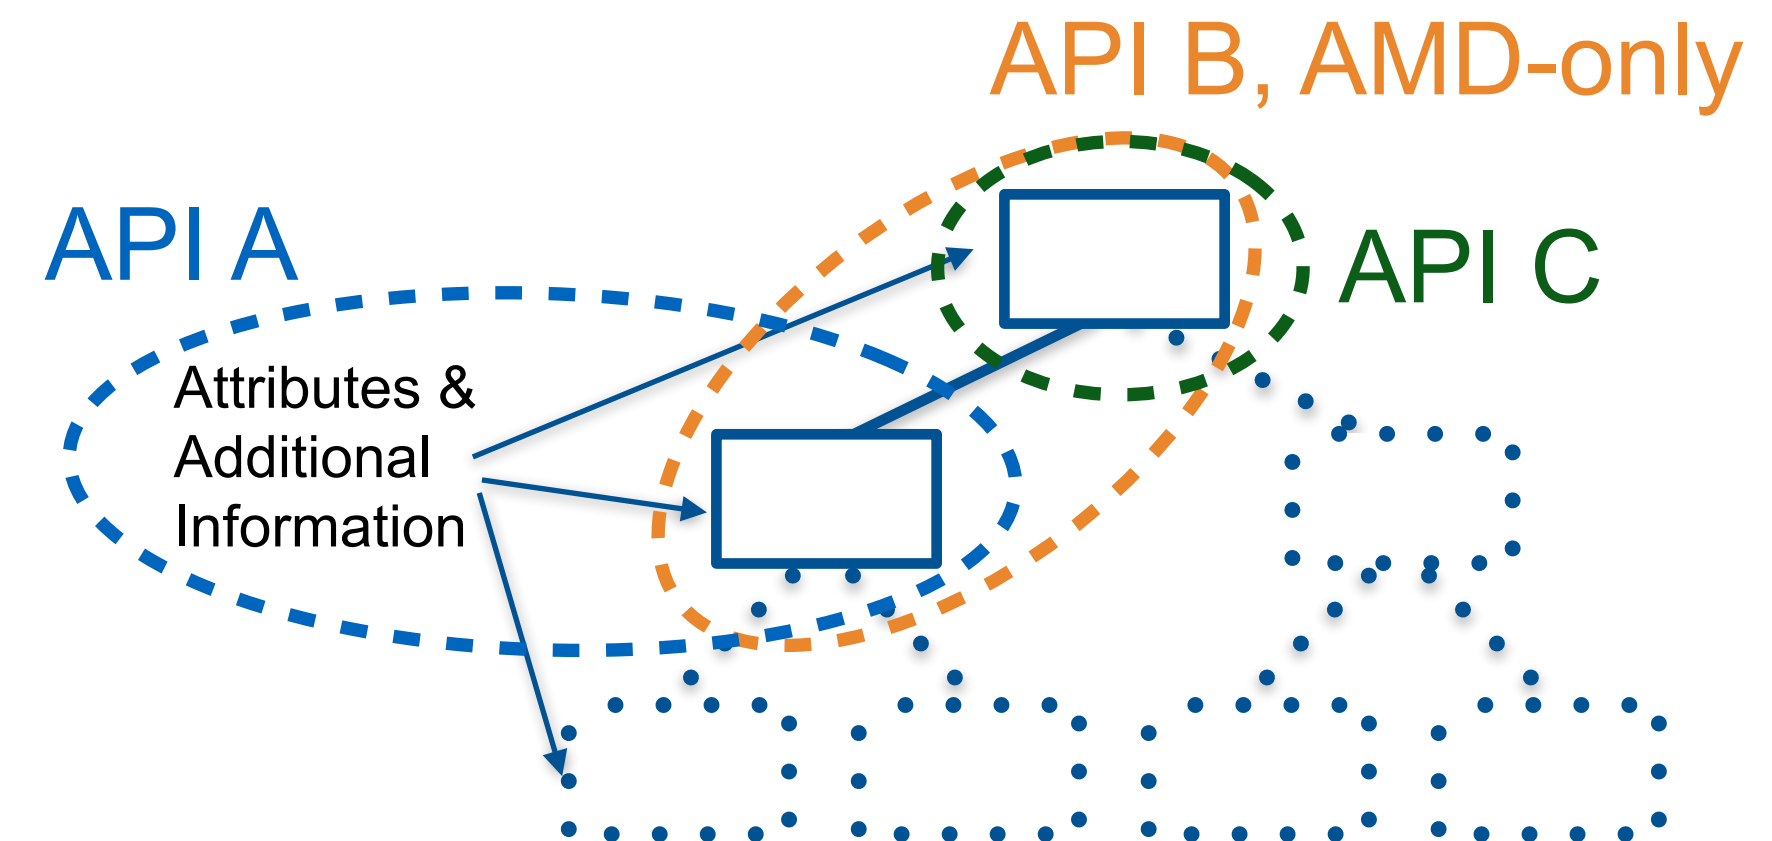 API B, AMD-only
API A
API C
Attributes &
Additional
Information